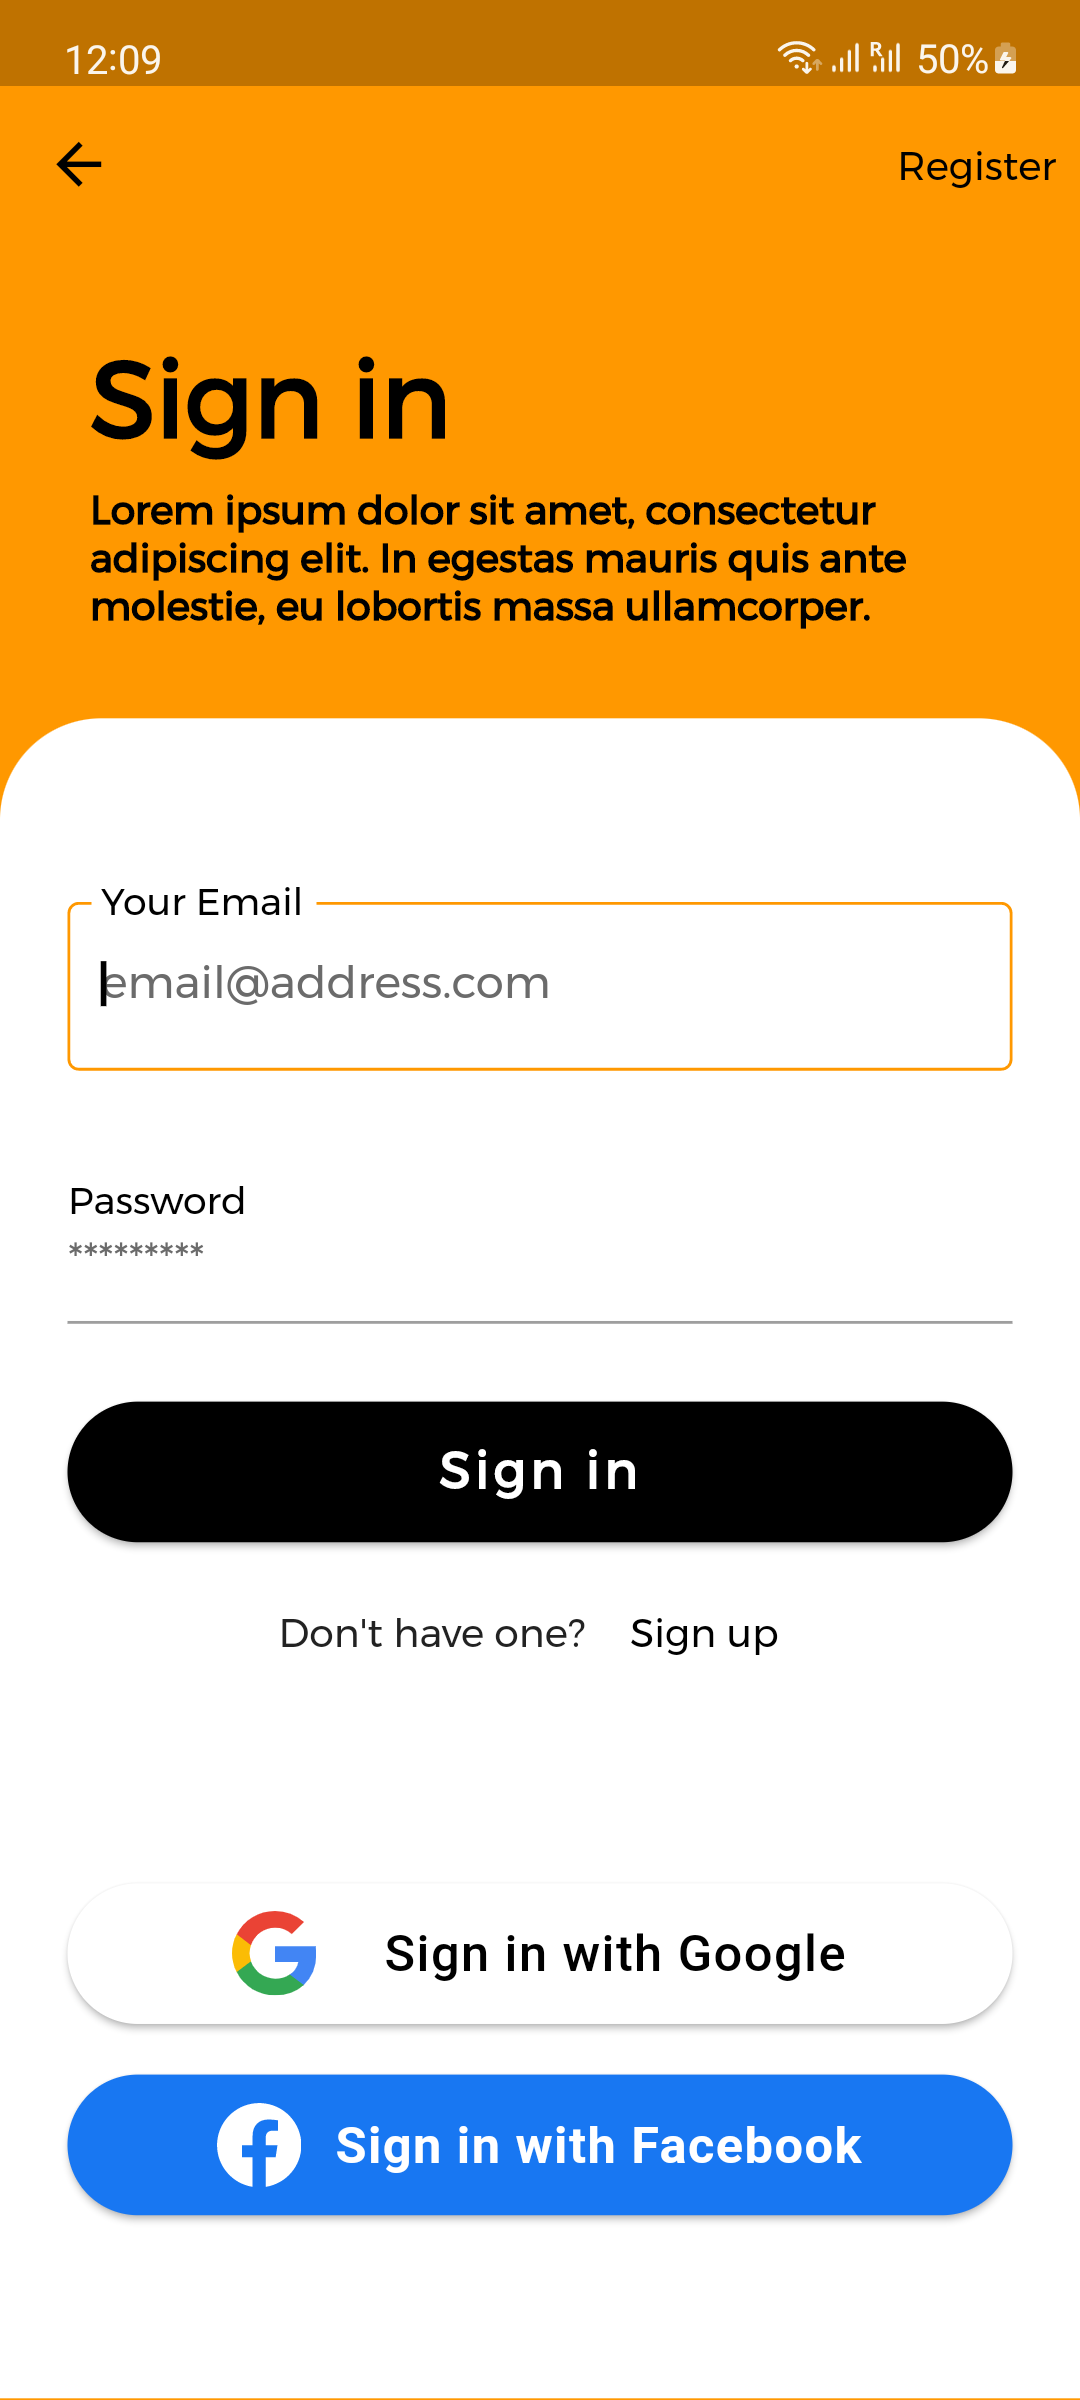 12:09
R 50%
Register
Sign in
Lorem ipsum dolor sit amet, consectetur
adipiscing elit. In egestas mauris quis ante
molestie, eu lobortis massa ullamcorper.
Your Email
email@address.com
Password
*********
Sign in
Don't have one? Sign up
Sign in with Google
Sign in with Facebook